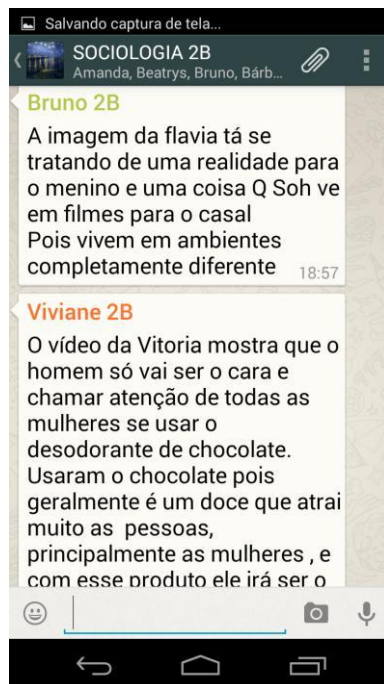 Salvando captura de tela...
SOCIOLOGIA 2B
Amanda, Beatrys, Bruno, Bárb...
Bruno 2B
A imagem da flavia tá se
tratando de uma realidade para
o menino e uma coisa Q Soh ve
em filmes para o casal
Pois vivem em ambientes
completamente diferente 18:57
Viviane 2B
O vídeo da Vitoria mostra que o
homem só vai ser o cara e
chamar atenção de todas as
mulheres se usar o
desodorante de chocolate.
Usaram o chocolate pois
geralmente é um doce que atrai
muito as pessoas,
principalmente as mulheres , e
com esse produto ele irá ser o